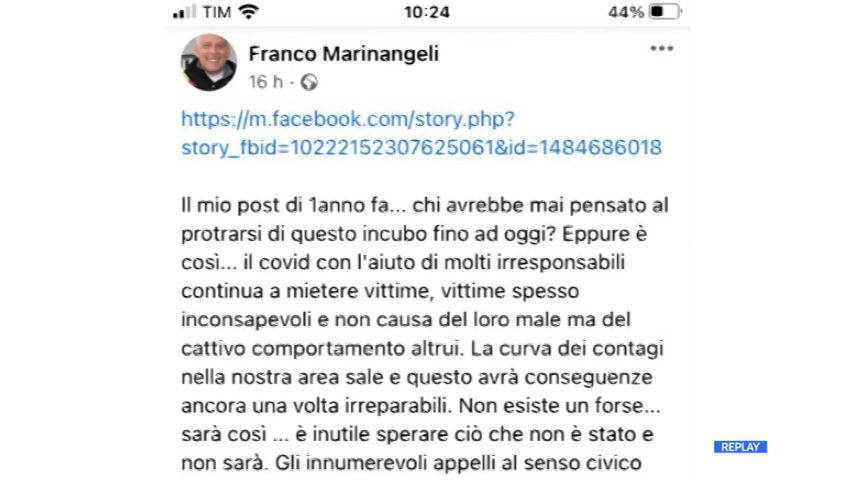 TIM 10:24 44%
Franco Marinangeli
16 h ·
https://m.facebook.com/story.php?
story_fbid=10222152307625061&id=1484686018
Il mio post di 1anno fa... chi avrebbe mai pensato al
protrarsi di questo incubo fino ad oggi? Eppure è
così... il covid con l'aiuto di molti irresponsabili
continua a mietere vittime, vittime spesso
inconsapevoli e non causa del loro male ma del
cattivo comportamento altrui. La curva dei contagi
nella nostra area sale e questo avrà conseguenze
ancora una volta irreparabili. Non esiste un forse...
sarà così ... è inutile sperare ciò che non è stato e
non sarà. Gli innumerevoli appelli al senso civico
REPLAY